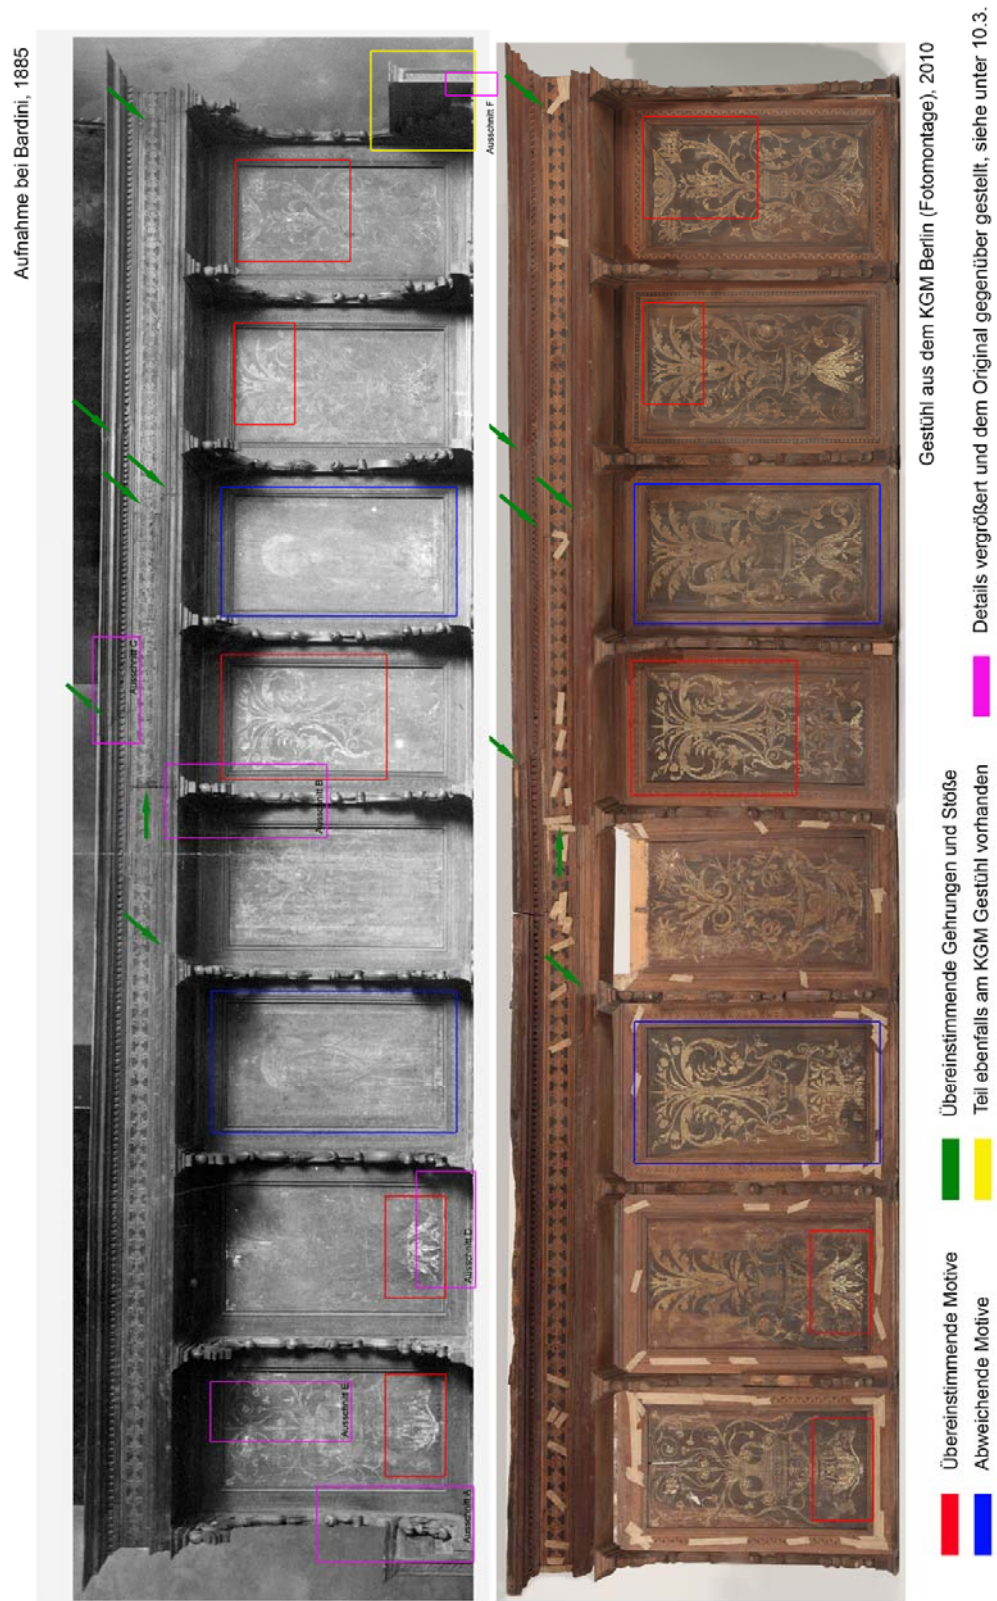 Aufnahme bei Bardini, 1885
Ausschnitt A
Ausschnitt E
Ausschnitt D
Ausschnitt B
Ausschnitt C
Ausschnitt F
Gestühl aus dem KGM Berlin (Fotomontage), 2010
Übereinstimmende Motive
Übereinstimmende Gehrungen und Stöße
Details vergrößert und dem Original gegenüber gestellt, siehe unter 10.3.
Abweichende Motive
Teil ebenfalls am KGM Gestühl vorhanden